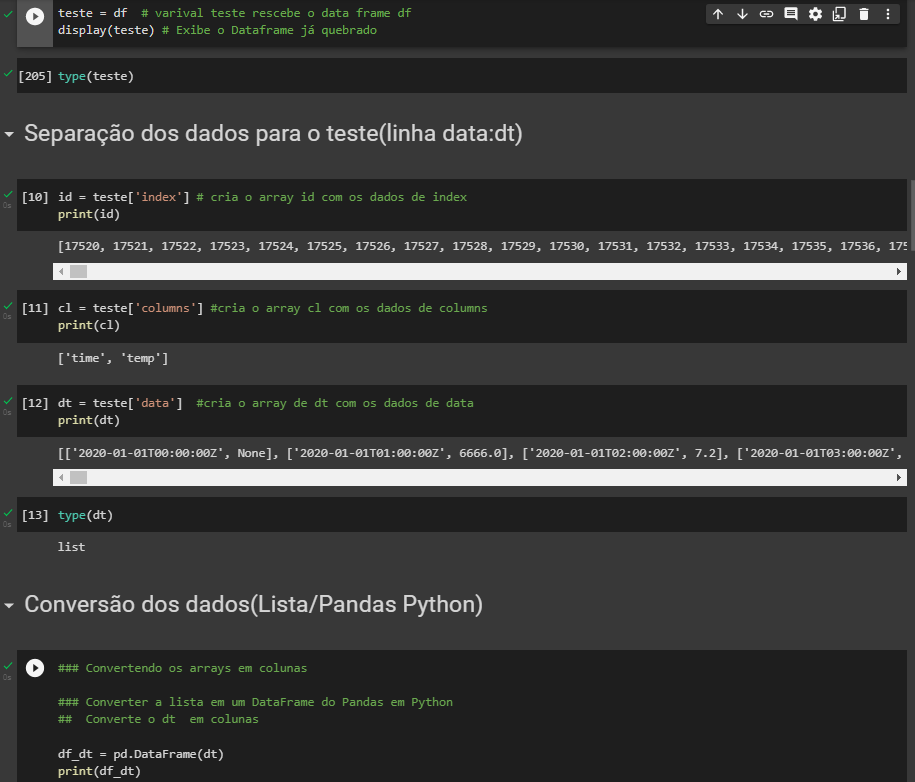 teste = df  # varival teste rescebe o data frame df
display(teste) # Exibe o Dataframe já quebrado
[205] type(teste)
Separação dos dados para o teste(linha data:dt)
[10] id = teste['index'] # cria o array id com os dados de index
0s
print(id)
[17520, 17521, 17522, 17523, 17524, 17525, 17526, 17527, 17528, 17529, 17530, 17531, 17532, 17533, 17534, 17535, 17536, 175
[11] cl = teste['columns'] #cria o array cl com os dados de columns
0s
print(cl)
['time', 'temp']
[12] dt = teste['data']  #cria o array de dt com os dados de data
0s
print(dt)
[['2020-01-01T00:00:00Z', None], ['2020-01-01T01:00:00Z', 6666.0], ['2020-01-01T02:00:00Z', 7.2], ['2020-01-01T03:00:00Z',
[13] type(dt)
0s
list
Conversão dos dados(Lista/Pandas Python)
### Convertendo os arrays em colunas
0s
### Converter a lista em um DataFrame do Pandas em Python
##  Converte o dt  em colunas
df_dt = pd.DataFrame(dt)
print(df_dt)